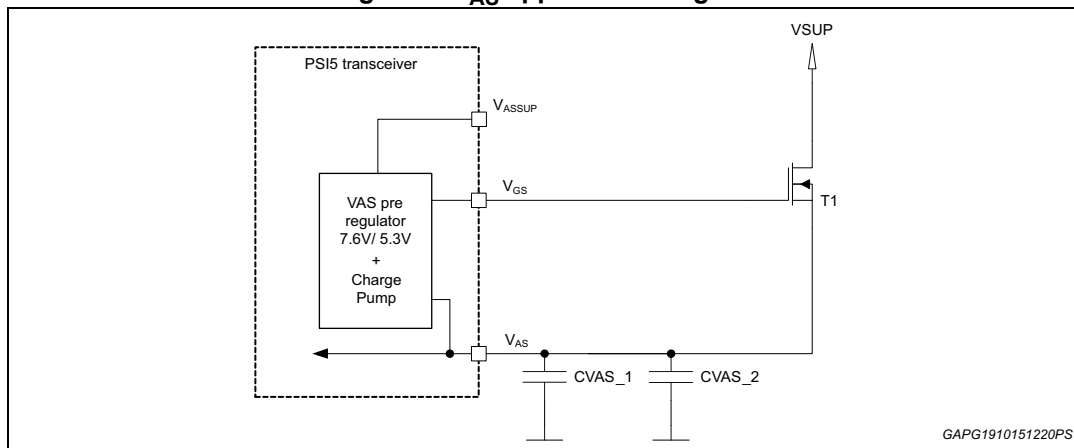 PSI5 transceiver
VSUP
VASSUP
VGS
VAS pre
regulator
7.6V/ 5.3V
+
Charge
Pump
T1
VAS
CVAS_1
CVAS_2
GAPG1910151220PS